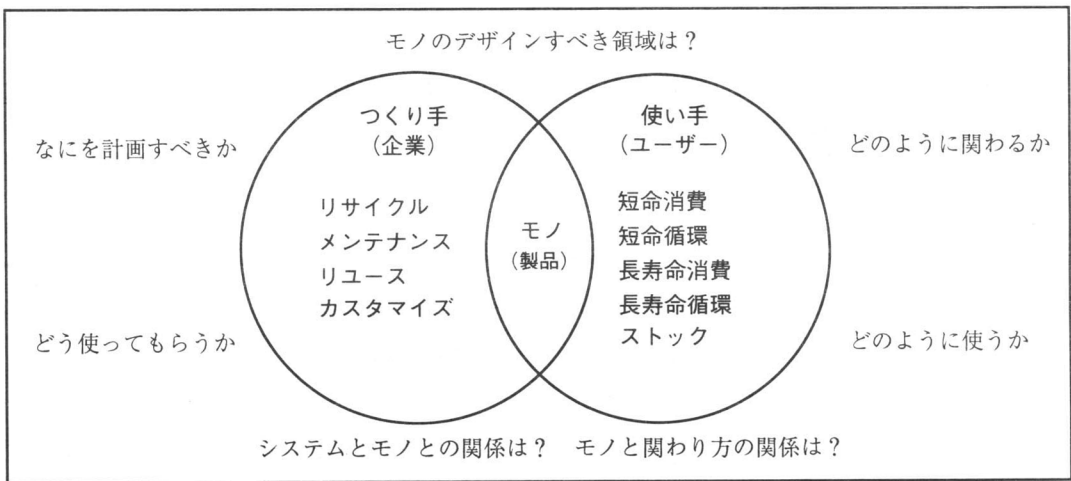 モノのデザインすべき領域は？
つくり手
（企業）
使い手
（ユーザー）
なにを計画すべきか
どのように関わるか
リサイクル
メンテナンス
リユース
カスタマイズ
モノ
（製品）
短命消費
短命循環
長寿命消費
長寿命循環
ストック
どう使ってもらうか
どのように使うか
システムとモノとの関係は？
モノと関わり方の関係は？